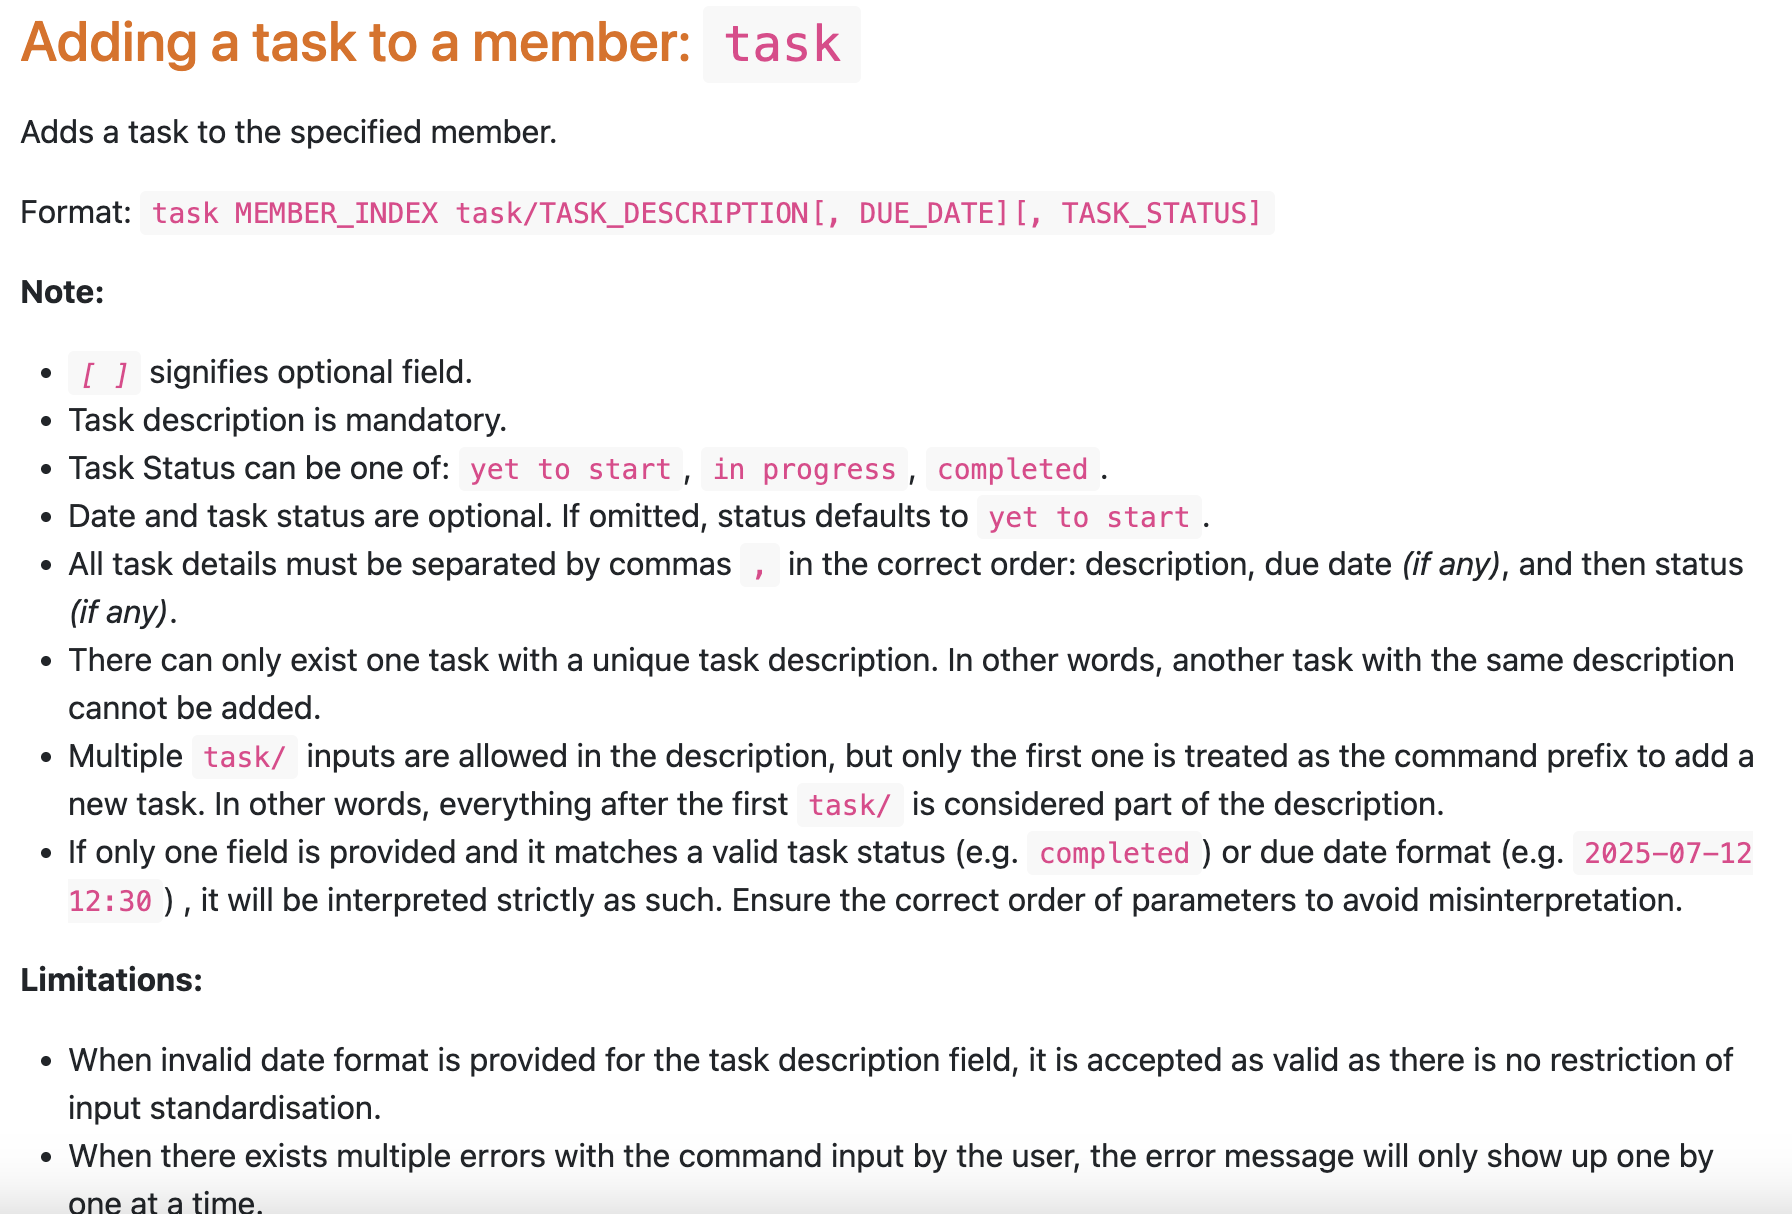 Adding a task to a member: task
Adds a task to the specified member.
Format: task MEMBER_INDEX task/TASK_DESCRIPTION[, DUE_DATE][, TASK_STATUS]
Note:
• [ ] signifies optional field.
• Task description is mandatory.
• Task Status can be one of: yet to start, in progress, completed.
• Date and task status are optional. If omitted, status defaults to yet to start.
• All task details must be separated by commas , in the correct order: description, due date (if any), and then status
(if any).
• There can only exist one task with a unique task description. In other words, another task with the same description
cannot be added.
• Multiple task/ inputs are allowed in the description, but only the first one is treated as the command prefix to add a
new task. In other words, everything after the first task/ is considered part of the description.
• If only one field is provided and it matches a valid task status (e.g. completed) or due date format (e.g. 2025-07-12
12:30) , it will be interpreted strictly as such. Ensure the correct order of parameters to avoid misinterpretation.
Limitations:
• When invalid date format is provided for the task description field, it is accepted as valid as there is no restriction of
input standardisation.
• When there exists multiple errors with the command input by the user, the error message will only show up one by
one at a time.